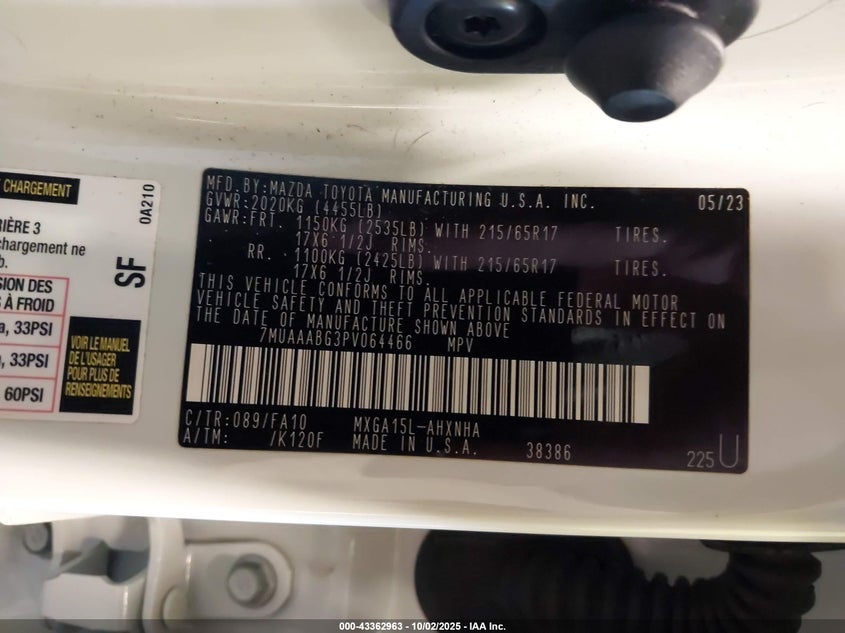 CHARGEMENT
IÈRE 3
chargement ne
b.
SION DES
À FROID
a, 33PSI
, 33PSI
60PSI
VOIR LE MANUEL
DE L'USAGER
POUR PLUS DE
RENSEIGNEMENTS
SF
0A210
MFD.BY:MAZDA TOYOTA MANUFACTURING U.S.A. INC. 05/23
GVWR:2020KG (4455LB)
GAWR:FRT. 1150KG (2535LB) WITH 215/65R17 TIRES.
17X6 1/2J RIMS.
RR. 1100KG (2425LB) WITH 215/65R17 TIRES.
17X6 1/2J RIMS.
THIS VEHICLE CONFORMS TO ALL APPLICABLE FEDERAL MOTOR
VEHICLE SAFETY AND THEFT PREVENTION STANDARDS IN EFFECT ON
THE DATE OF MANUFACTURE SHOWN ABOVE
7MUAAABG3PV064466 MPV
C/TR:089/FA10 MXGA15L-AHXNHA
A/TM: /K120F MADE IN U.S.A. 38386
225U
000-43362963 - 10/02/2025 - IAA Inc.